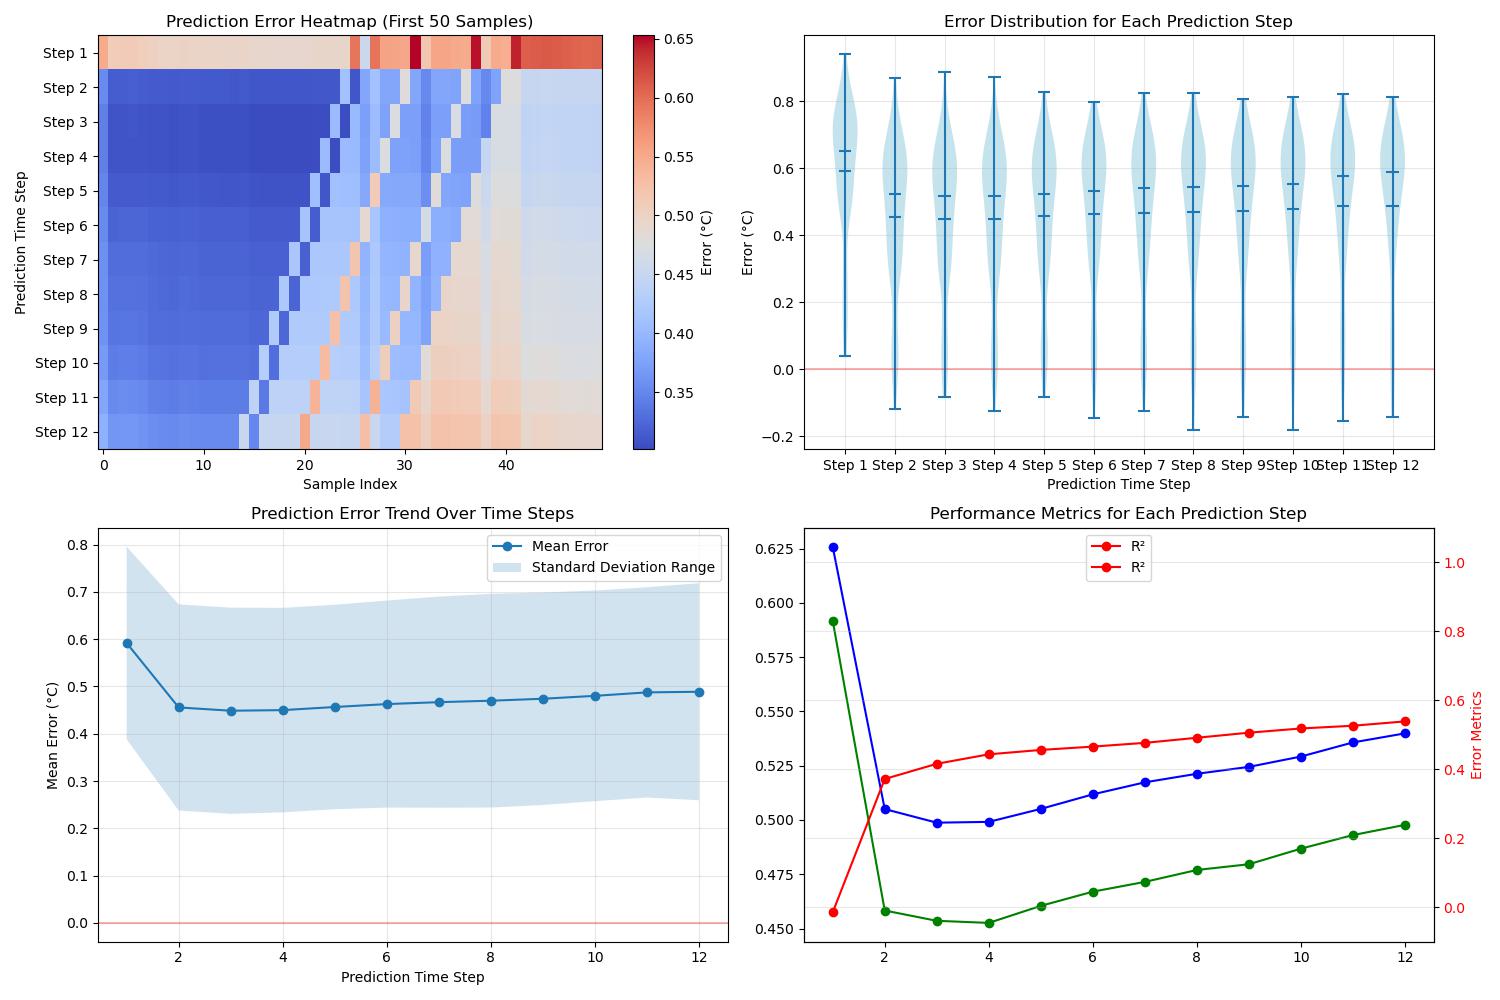 Prediction Error Heatmap (First 50 Samples)
Prediction Time Step
Step 1
Step 2
Step 3
Step 4
Step 5
Step 6
Step 7
Step 8
Step 9
Step 10
Step 11
Step 12
0 10 20 30 40
Sample Index
0.65
0.60
0.55
0.50
0.45
0.40
0.35
Error (°C)
Error Distribution for Each Prediction Step
Error (°C)
0.8
0.6
0.4
0.2
0.0
−0.2
Step 1 Step 2 Step 3 Step 4 Step 5 Step 6 Step 7 Step 8 Step 9 Step 10 Step 11 Step 12
Prediction Time Step
Prediction Error Trend Over Time Steps
Mean Error (°C)
0.8
0.7
0.6
0.5
0.4
0.3
0.2
0.1
0.0
Mean Error
Standard Deviation Range
2 4 6 8 10 12
Prediction Time Step
Performance Metrics for Each Prediction Step
0.625
0.600
0.575
0.550
0.525
0.500
0.475
0.450
R²
R²
1.0
0.8
0.6
0.4
0.2
0.0
Error Metrics
2 4 6 8 10 12